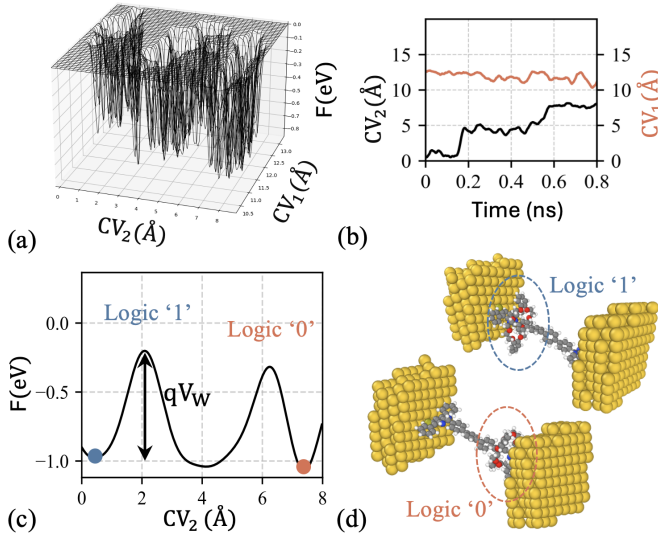 0.0
-0.1
-0.2
-0.3
-0.4
-0.5
-0.6
-0.7
-0.8
F(eV)
13.0
12.5
12.0
11.5
11.0
10.5
CV₁(Å)
0 1 2 3 4 5 6 7 8
CV₂(Å)
(a)
15 15
10 10
5 5
0 0
CV₂(Å)
CV₁(Å)
0 0.2 0.4 0.6 0.8
Time (ns)
(b)
Logic ‘1’
Logic ‘0’
0.0
−0.5
−1.0
F(eV)
qV_W
0 2 4 6 8
CV₂(Å)
(c)
Logic ‘1’
Logic ‘0’
(d)